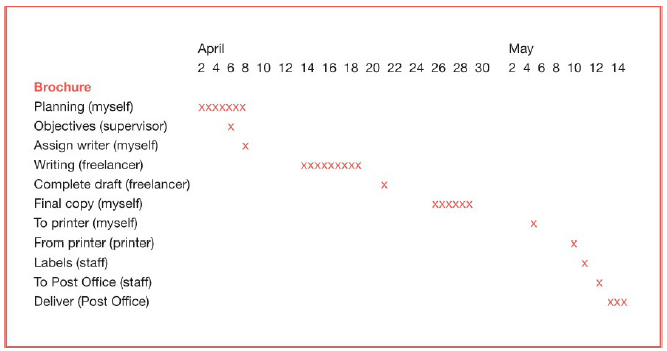 April May
2 4 6 8 10 12 14 16 18 20 22 24 26 28 30 2 4 6 8 10 12 14
Brochure
Planning (myself) xxxxxxx
Objectives (supervisor) x
Assign writer (myself) x
Writing (freelancer) xxxxxxxxx
Complete draft (freelancer) x
Final copy (myself) xxxxxx
To printer (myself) x
From printer (printer) x
Labels (staff) x
To Post Office (staff) x
Deliver (Post Office) xxx